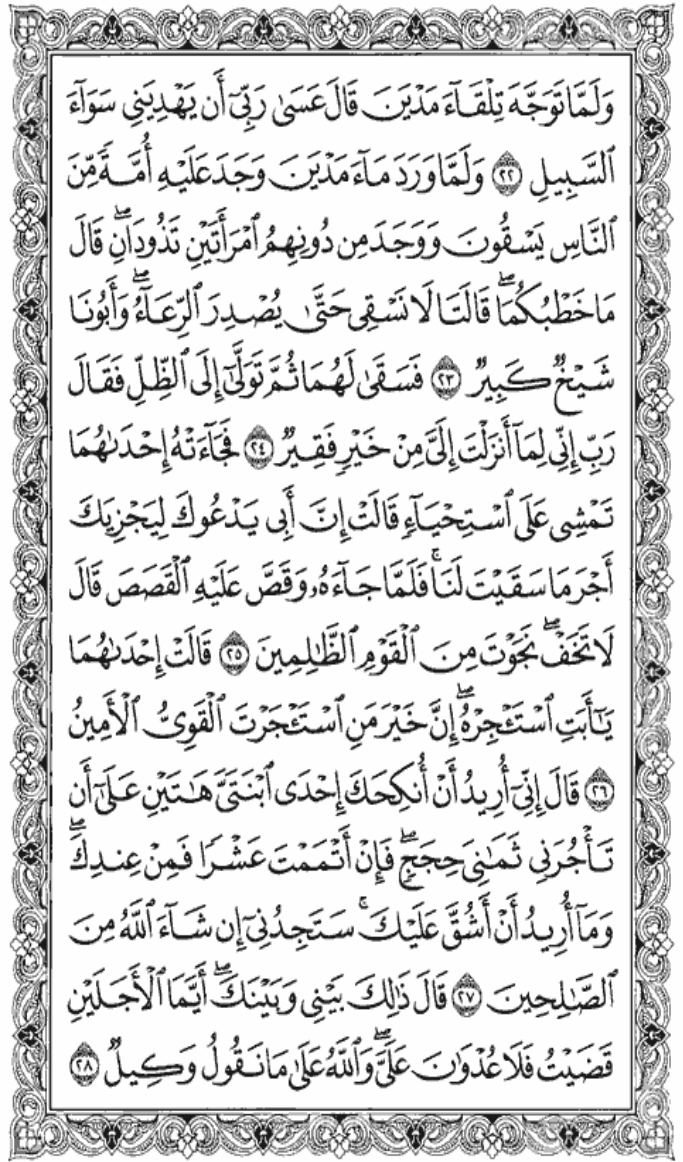 وَلَمَّا تَوَجَّهَ تِلْقَآءَ مَدْيَنَ قَالَ عَسَىٰ رَبِّىٓ أَن يَهْدِيَنِى سَوَآءَ
ٱلسَّبِيلِ ٢٢ وَلَمَّا وَرَدَ مَآءَ مَدْيَنَ وَجَدَ عَلَيْهِ أُمَّةً مِّنَ
ٱلنَّاسِ يَسْقُونَ وَوَجَدَ مِن دُونِهِمُ ٱمْرَأَتَيْنِ تَذُودَانِ ۖ قَالَ
مَا خَطْبُكُمَا ۖ قَالَتَا لَا نَسْقِى حَتَّىٰ يُصْدِرَ ٱلرِّعَآءُ ۖ وَأَبُونَا
شَيْخٌ كَبِيرٌ ٢٣ فَسَقَىٰ لَهُمَا ثُمَّ تَوَلَّىٰٓ إِلَى ٱلظِّلِّ فَقَالَ
رَبِّ إِنِّى لِمَآ أَنزَلْتَ إِلَىَّ مِنْ خَيْرٍ فَقِيرٌ ٢٤ فَجَآءَتْهُ إِحْدَىٰهُمَا
تَمْشِى عَلَى ٱسْتِحْيَآءٍ قَالَتْ إِنَّ أَبِى يَدْعُوكَ لِيَجْزِيَكَ
أَجْرَ مَا سَقَيْتَ لَنَا ۚ فَلَمَّا جَآءَهُۥ وَقَصَّ عَلَيْهِ ٱلْقَصَصَ قَالَ
لَا تَخَفْ ۖ نَجَوْتَ مِنَ ٱلْقَوْمِ ٱلظَّـٰلِمِينَ ٢٥ قَالَتْ إِحْدَىٰهُمَا
يَـٰٓأَبَتِ ٱسْتَـْٔجِرْهُ ۖ إِنَّ خَيْرَ مَنِ ٱسْتَـْٔجَرْتَ ٱلْقَوِىُّ ٱلْأَمِينُ
٢٦ قَالَ إِنِّىٓ أُرِيدُ أَنْ أُنكِحَكَ إِحْدَى ٱبْنَتَىَّ هَـٰتَيْنِ عَلَىٰٓ أَن
تَأْجُرَنِى ثَمَـٰنِىَ حِجَجٍ ۖ فَإِنْ أَتْمَمْتَ عَشْرًا فَمِنْ عِندِكَ ۖ
وَمَآ أُرِيدُ أَنْ أَشُقَّ عَلَيْكَ ۚ سَتَجِدُنِىٓ إِن شَآءَ ٱللَّهُ مِنَ
ٱلصَّـٰلِحِينَ ٢٧ قَالَ ذَٰلِكَ بَيْنِى وَبَيْنَكَ ۖ أَيَّمَا ٱلْأَجَلَيْنِ
قَضَيْتُ فَلَا عُدْوَٰنَ عَلَىَّ ۖ وَٱللَّهُ عَلَىٰ مَا نَقُولُ وَكِيلٌ ٢٨